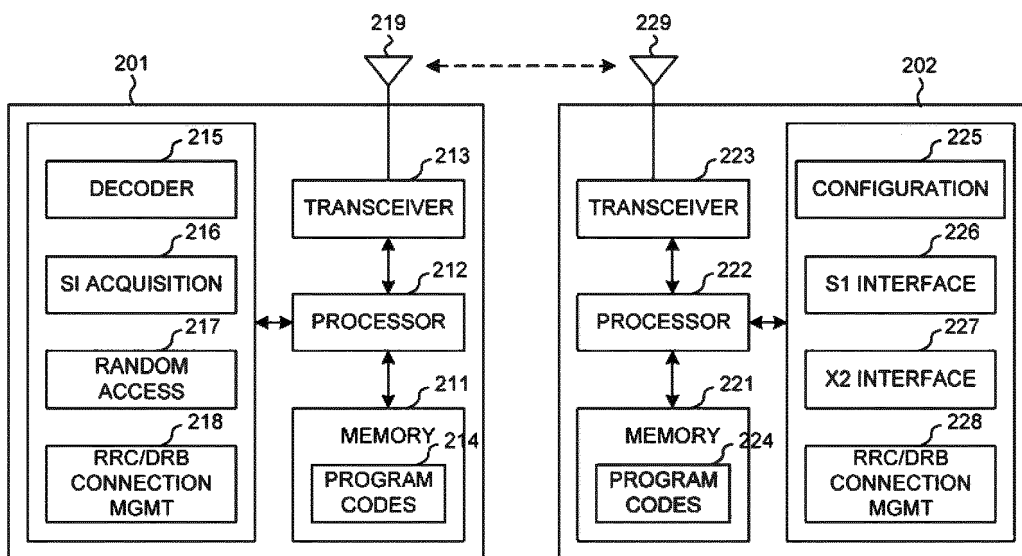 219
229
201
202
215
DECODER
213
TRANSCEIVER
223
TRANSCEIVER
225
CONFIGURATION
216
SI ACQUISITION
212
PROCESSOR
222
PROCESSOR
226
S1 INTERFACE
217
RANDOM
ACCESS
227
X2 INTERFACE
211
MEMORY
214
PROGRAM
CODES
221
MEMORY
224
PROGRAM
CODES
218
RRC/DRB
CONNECTION
MGMT
228
RRC/DRB
CONNECTION
MGMT